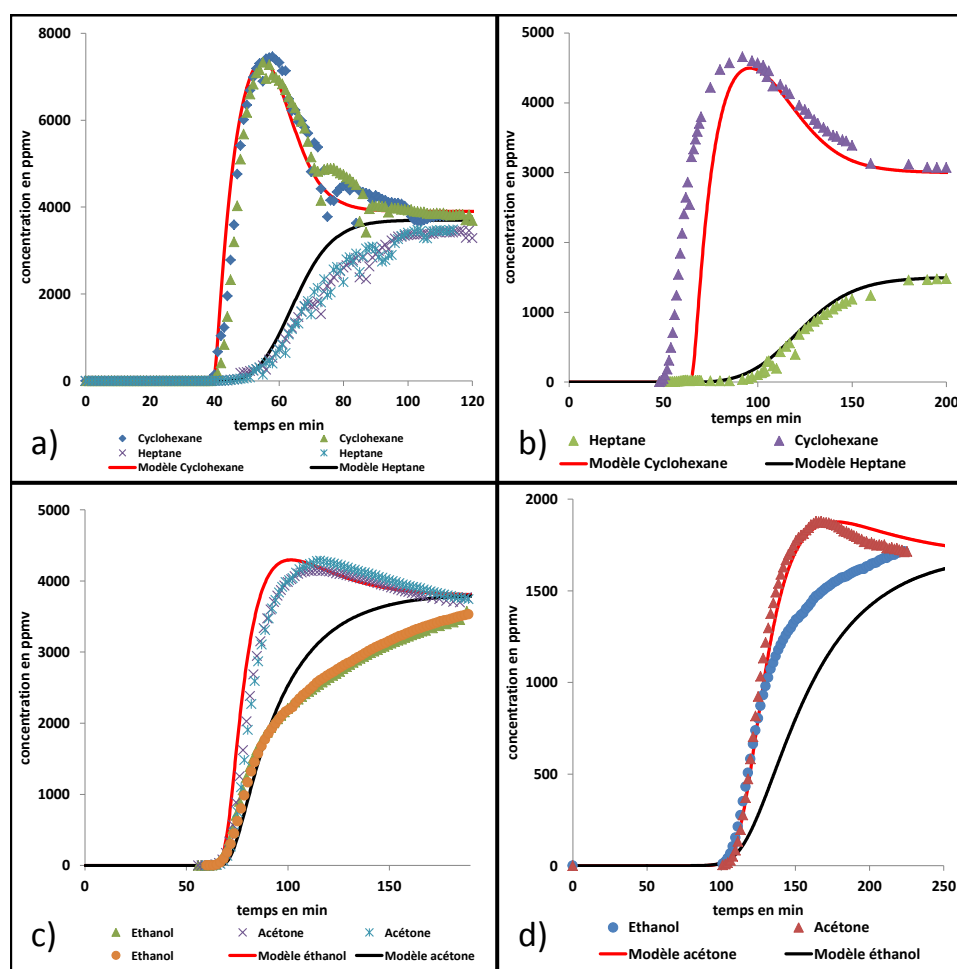 concentration en ppmv
8000
6000
4000
2000
0
0 20 40 60 80 100 120
temps en min
a)
Cyclohexane Cyclohexane
Heptane Heptane
Modèle Cyclohexane Modèle Heptane
concentration en ppmv
5000
4000
3000
2000
1000
0
0 50 100 150 200
temps en min
b)
Heptane Cyclohexane
Modèle Cyclohexane Modèle Heptane
concentration en ppmv
5000
4000
3000
2000
1000
0
0 50 100 150
temps en min
c)
Ethanol Acétone Acétone
Ethanol Modèle éthanol Modèle acétone
concentration en ppmv
2000
1500
1000
500
0
0 50 100 150 200 250
temps en min
d)
Ethanol Acétone
Modèle acétone Modèle éthanol